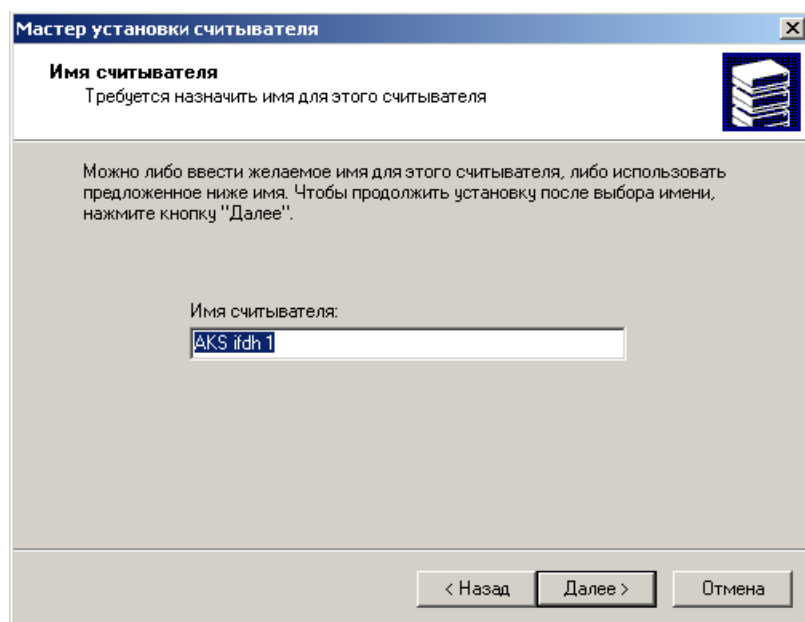 Мастер установки считывателя
Имя считывателя
Требуется назначить имя для этого считывателя
Можно либо ввести желаемое имя для этого считывателя, либо использовать
предложенное ниже имя. Чтобы продолжить установку после выбора имени,
нажмите кнопку "Далее".
Имя считывателя:
AKS ifdh 1
< Назад Далее > Отмена